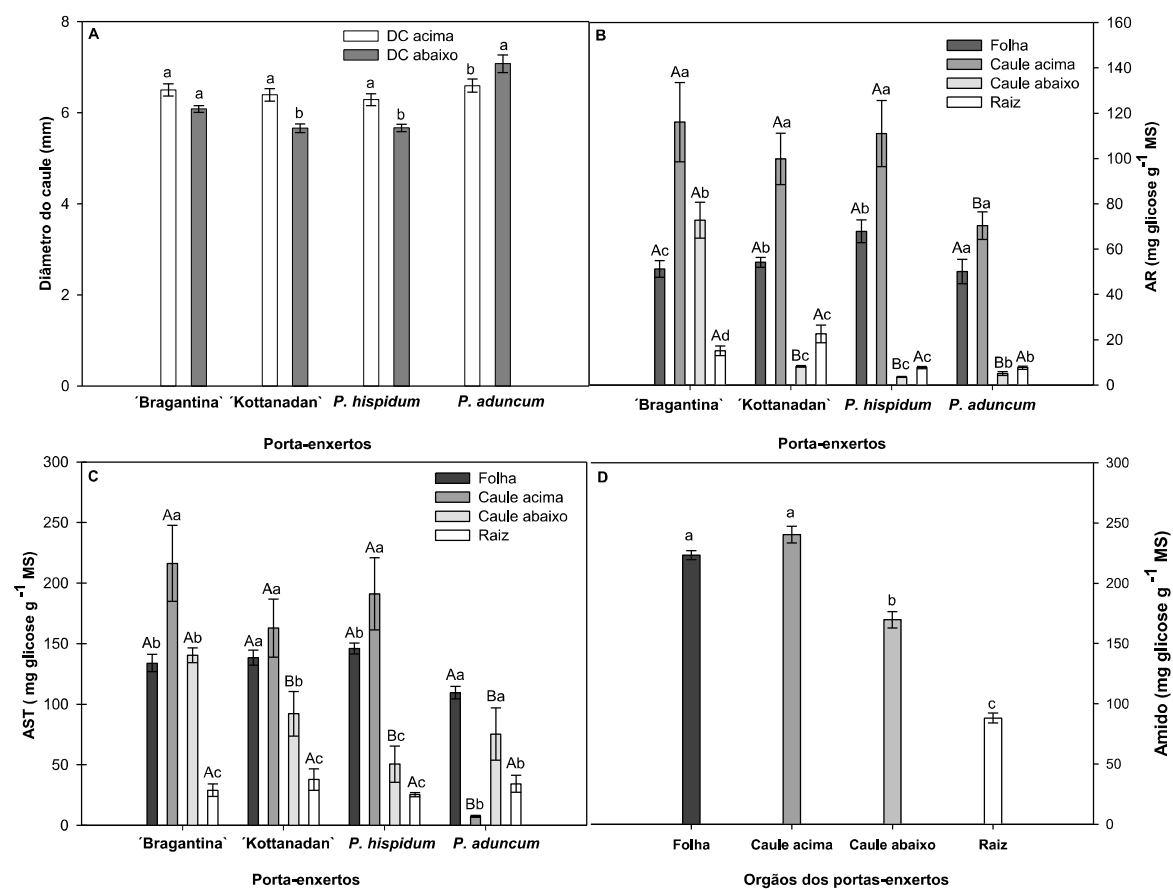 A
DC acima
DC abaixo
Diâmetro do caule (mm)
8
6
4
2
0
a
a
a
b
a
b
b
a
´Bragantina`
´Kottanadan`
P. hispidum
P. aduncum
Porta-enxertos
B
Folha
Caule acima
Caule abaixo
Raiz
AR (mg glicose g-1 MS)
160
140
120
100
80
60
40
20
0
Ac
Aa
Ab
Ad
Ab
Aa
Bc
Ac
Ab
Aa
Bc
Ac
Aa
Ba
Bb
Ab
´Bragantina`
´Kottanadan`
P. hispidum
P. aduncum
Porta-enxertos
C
Folha
Caule acima
Caule abaixo
Raiz
AST ( mg glicose g-1 MS)
300
250
200
150
100
50
0
Ab
Aa
Ab
Ac
Aa
Aa
Bb
Ac
Ab
Aa
Bc
Ac
Aa
Bb
Ba
Ab
´Bragantina`
´Kottanadan`
P. hispidum
P. aduncum
Porta-enxertos
D
Amido (mg glicose g-1 MS)
300
250
200
150
100
50
0
a
a
b
c
Folha
Caule acima
Caule abaixo
Raiz
Orgãos dos portas-enxertos